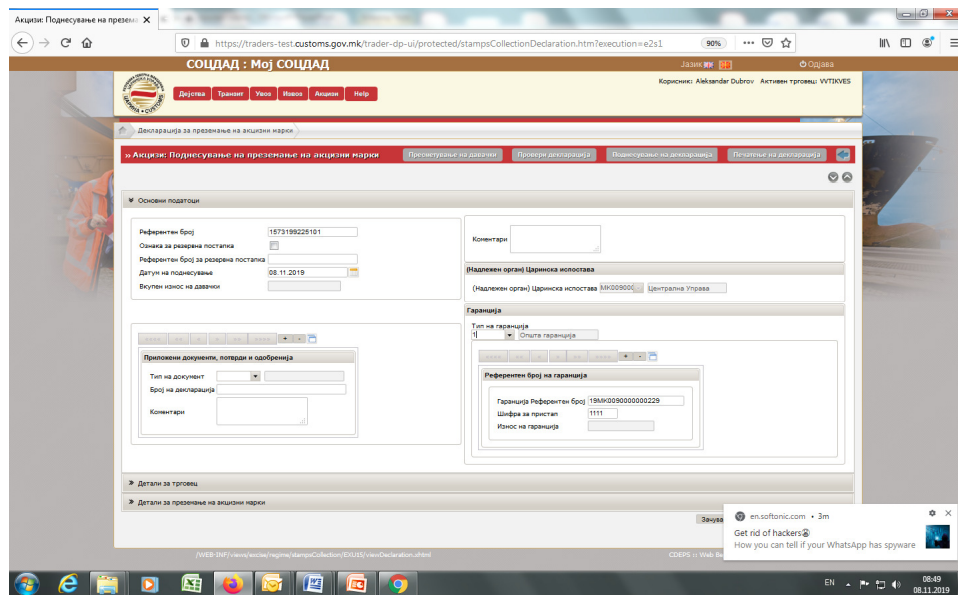 Акцизи: Поднесување на презем
https://traders-test.customs.gov.mk/trader-dp-ui/protected/stampsCollectionDeclaration.htm?execution=e2s1
90%
СОЦДАД : Мој СОЦДАД
Јазик
Одјава
Корисник: Aleksandar Dubrov Активен трговец: VVTIKVES
Дејства Транзит Увоз Извоз Акцизи Help
Декларација за преземање на акцизни марки
» Акцизи: Поднесување на преземање на акцизни марки
Пресметување на давачки Провери декларација Поднесување на декларација Печатење на декларација
Основни податоци
Референтен број 1573199225101
Ознака за резервна постапка
Референтен број за резервна постапка
Датум на поднесување 08.11.2019
Вкупен износ на давачки
Коментари
(Надлежен орган) Царинска испостава
(Надлежен орган) Царинска испостава MK009000 Централна Управа
Гаранција
Тип на гаранција
1 Општа гаранција
Приложени документи, потврди и одобренија
Тип на документ
Број на декларација
Коментари
Референтен број на гаранција
Гаранција Референтен број 19MK0090000000229
Шифра за пристап 1111
Износ на гаранција
Детали за трговец
Детали за преземање на акцизни марки
Зачува
en.softonic.com • 3m
Get rid of hackers
How you can tell if your WhatsApp has spyware
/WEB-INF/views/excise/regime/stampsCollection/EXU15/viewDeclaration.xhtml
CDEPS :: Web
EN
08:49
08.11.2019